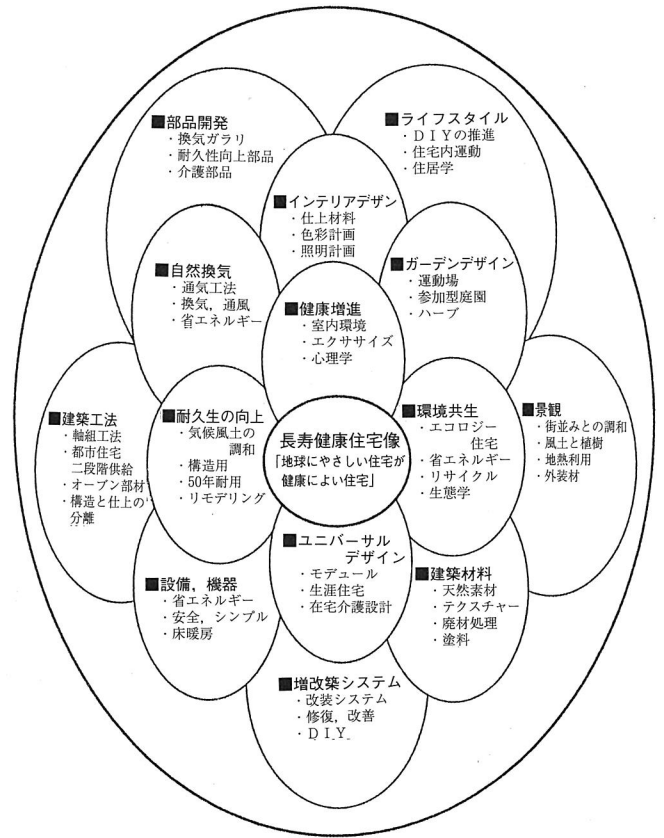 ■部品開発
・換気ガラリ
・耐久性向上部品
・介護部品
■ライフスタイル
・ＤＩＹの推進
・住宅内運動
・住居学
■インテリアデザン
・仕上材料
・色彩計画
・照明計画
■自然換気
・通気工法
・換気，通風
・省エネルギー
■ガーデンデザイン
・運動場
・参加型庭園
・ハーブ
■健康増進
・室内環境
・エクササイズ
・心理学
■建築工法
・軸組工法
・都市住宅
二段階供給
・オープン部材
・構造と仕上の
分離
■耐久生の向上
・気候風土の
調和
・構造用
・50年耐用
・リモデリング
長寿健康住宅像
「地球にやさしい住宅が
健康によい住宅」
■環境共生
・エコロジー
住宅
・省エネルギー
・リサイクル
・生態学
■景観
・街並みとの調和
・風土と植樹
・地熱利用
・外装材
■設備，機器
・省エネルギー
・安全，シンプル
・床暖房
■ユニバーサル
デザイン
・モデュール
・生涯住宅
・在宅介護設計
■建築材料
・天然素材
・テクスチャー
・廃材処理
・塗料
■増改築システム
・改装システム
・修復，改善
・ＤＩＹ